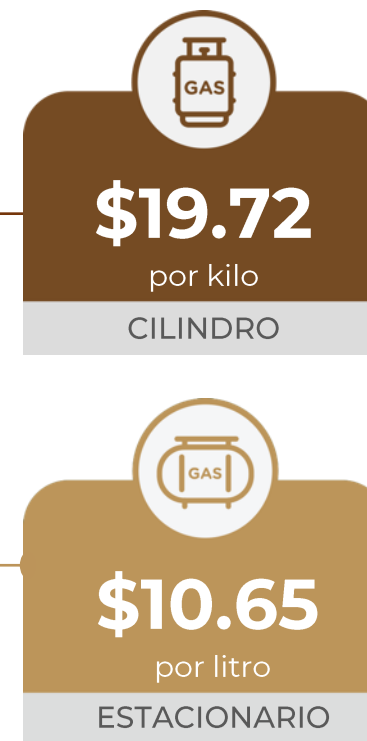 GAS
$19.72
por kilo
CILINDRO
GAS
$10.65
por litro
ESTACIONARIO